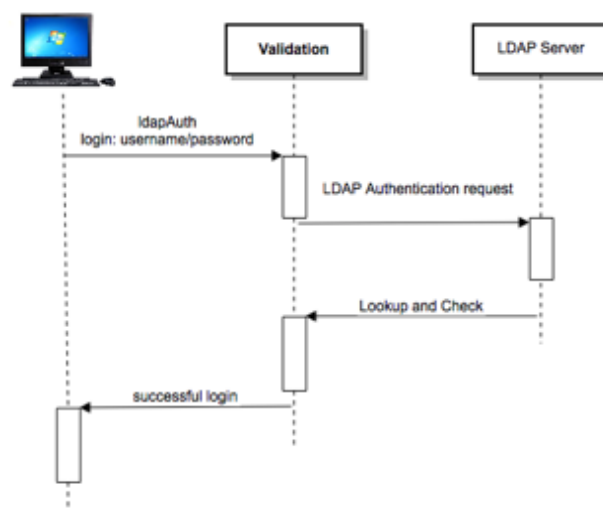 Validation
LDAP Server
ldapAuth
login: username/password
LDAP Authentication request
Lookup and Check
successful login